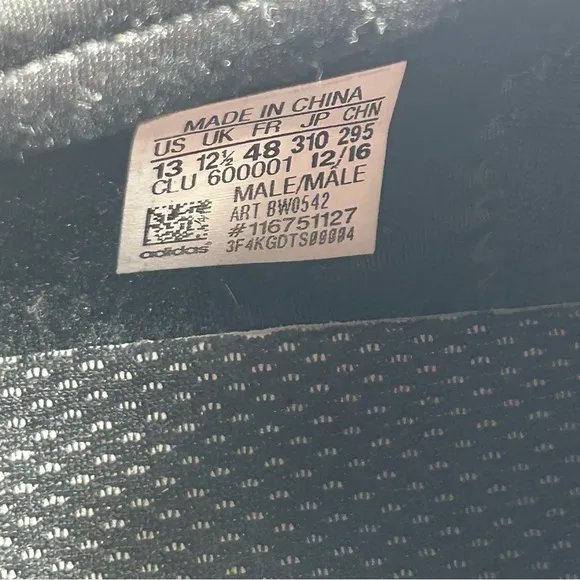 MADE IN CHINA
US UK FR JP CHN
13 12½ 48 310 295
CLU 600001 12/16
MALE/MÂLE
ART BW0542
#116751127
adidas 3F4KGDTS00004